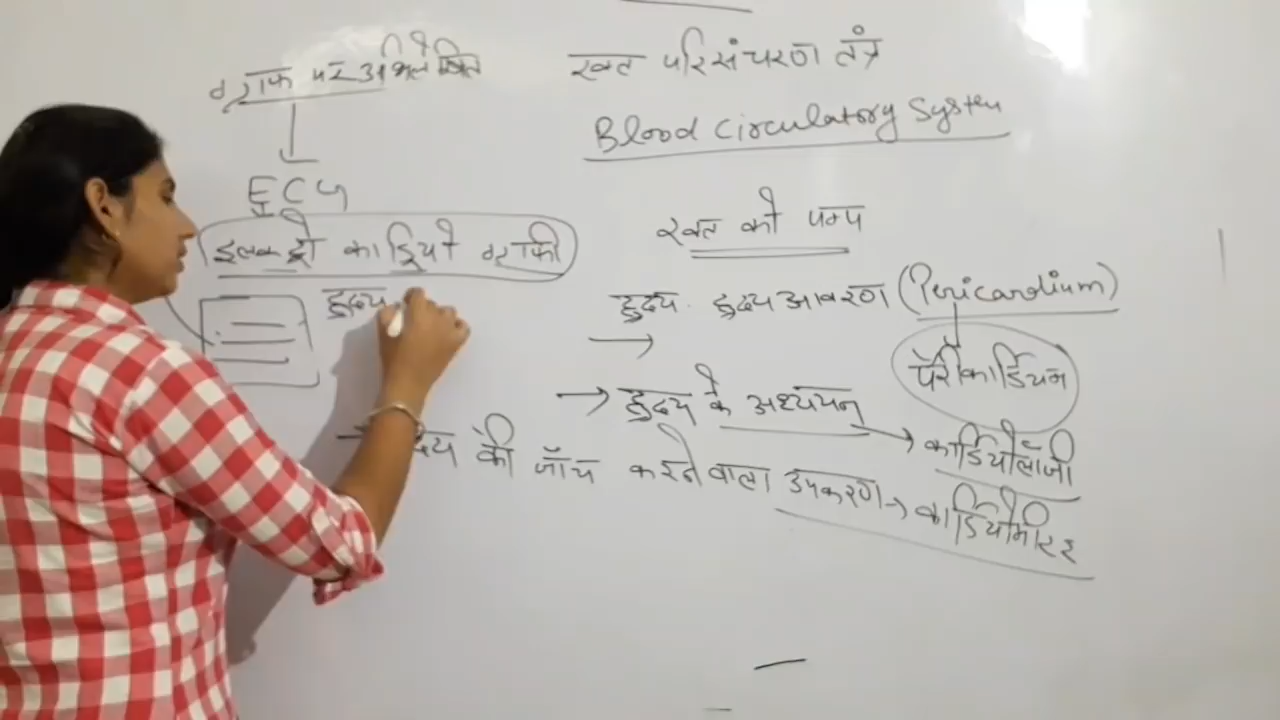 रक्त परिसंचरण तंत्र
Blood Circulatory System
रक्त को पम्प
हृदय. हृदय आवरण (Pericardium)
पेरीकार्डियम
→ हृदय के अध्ययन → कार्डियोलॉजी
की जाँच करने वाला उपकरण → कार्डियोमीटर
ग्राफ पर
ECG
इलेक्ट्रो कार्डियो ग्राफी
हृदय